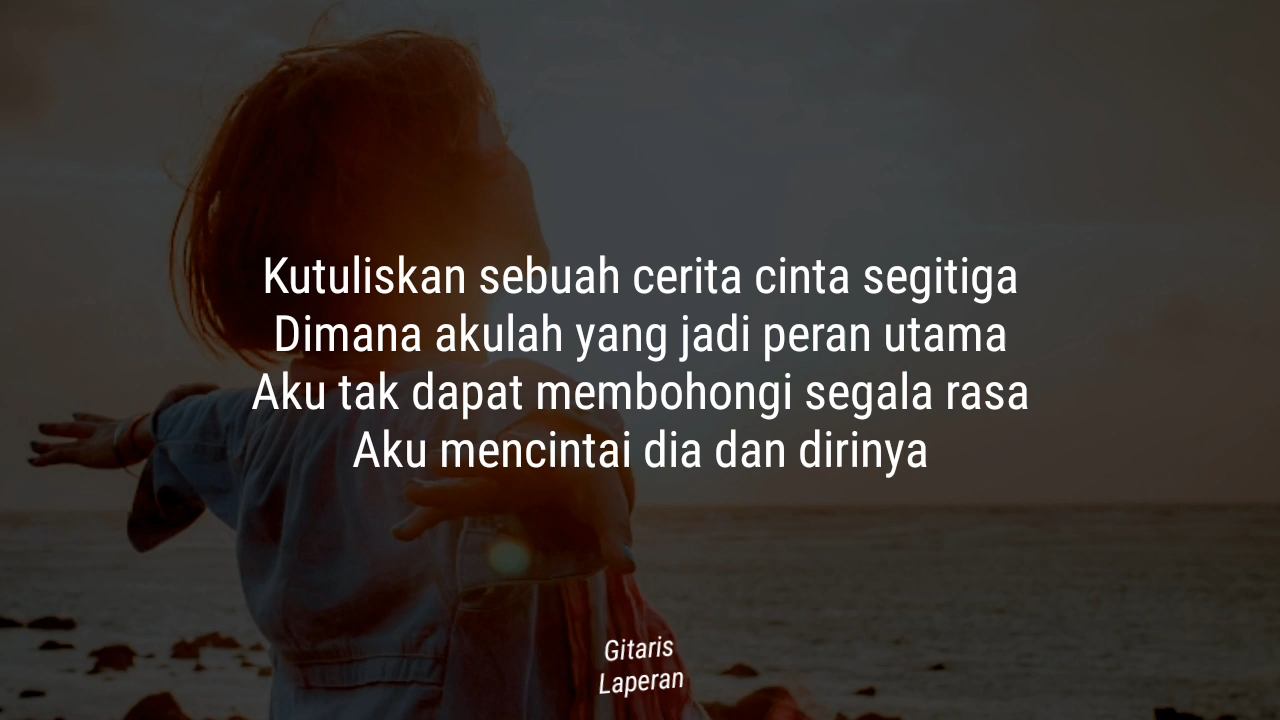 Kutuliskan sebuah cerita cinta segitiga
Dimana akulah yang jadi peran utama
Aku tak dapat membohongi segala rasa
Aku mencintai dia dan dirinya
Gitaris
Laperan